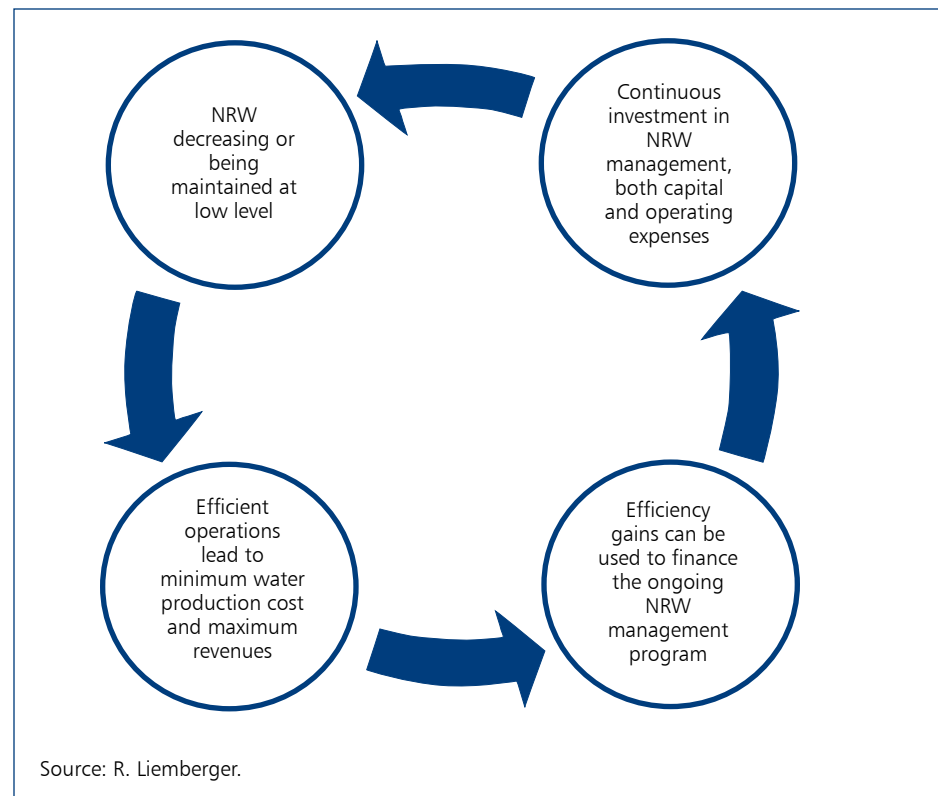 NRW
decreasing or
being
maintained at
low level
Continuous
investment in
NRW
management,
both capital
and operating
expenses
Efficient
operations
lead to
minimum water
production cost
and maximum
revenues
Efficiency
gains can be
used to finance
the ongoing
NRW
management
program
Source: R. Liemberger.